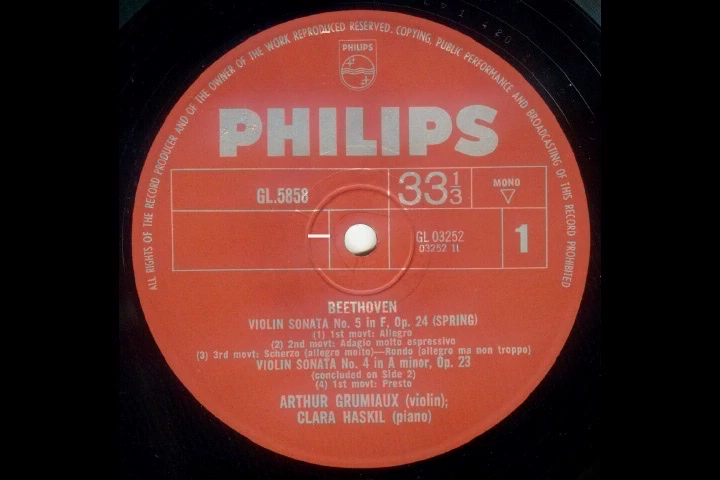 ALL RIGHTS OF THE RECORD PRODUCER AND OF THE OWNER OF THE WORK REPRODUCED RESERVED. COPYING, PUBLIC PERFORMANCE AND BROADCASTING OF THIS RECORD PROHIBITED
PHILIPS
PHILIPS
GL.5858
33 1/3
MONO
GL 03252
03252 1L
1
BEETHOVEN
VIOLIN SONATA No. 5 in F, Op. 24 (SPRING)
(1) 1st movt: Allegro
(2) 2nd movt: Adagio molto espressivo
(3) 3rd movt: Scherzo (allegro molto)—Rondo (allegro ma non troppo)
VIOLIN SONATA No. 4 in A minor, Op. 23
(concluded on Side 2)
(4) 1st movt: Presto
ARTHUR GRUMIAUX (violin);
CLARA HASKIL (piano)